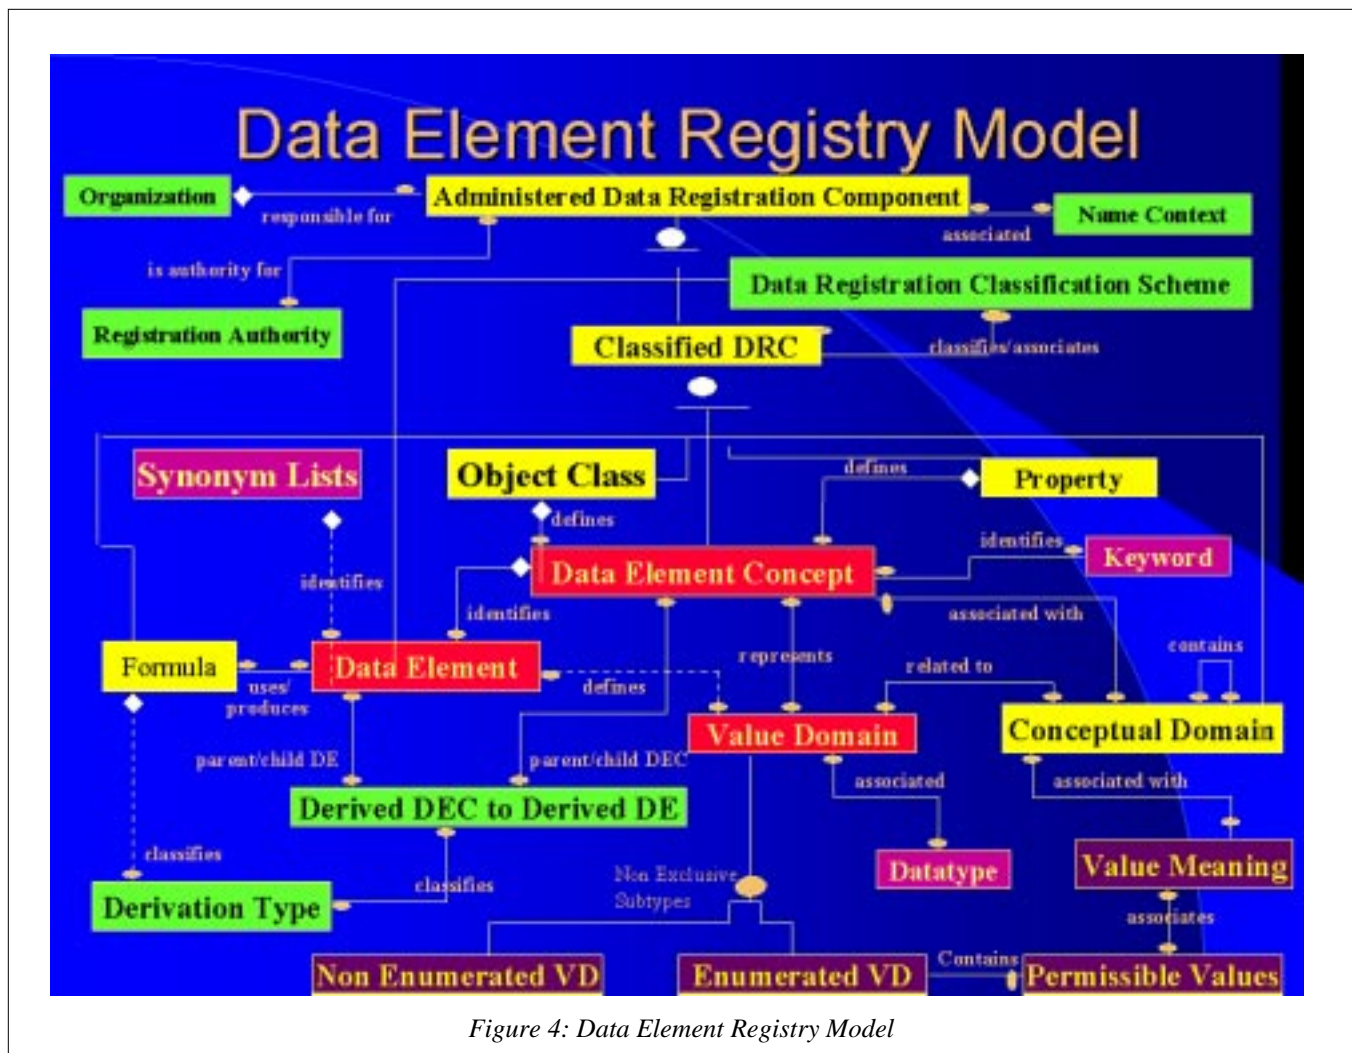 Data Element Registry Model
Organization
responsible for
Administered Data Registration Component
associated
Name Context
is authority for
Registration Authority
Data Registration Classification Scheme
Classified DRC
classifies/associates
Synonym Lists
Object Class
defines
defines
Property
identifies
Data Element Concept
identifies
Keyword
identifies
associated with
Formula
uses/
produces
Data Element
defines
represents
related to
contains
Value Domain
Conceptual Domain
parent/child DE
parent/child DEC
associated
associated with
Derived DEC to Derived DE
classifies
classifies
Derivation Type
Non Exclusive
Subtypes
Datatype
Value Meaning
associates
Non Enumerated VD
Enumerated VD
Contains
Permissible Values
Figure 4: Data Element Registry Model